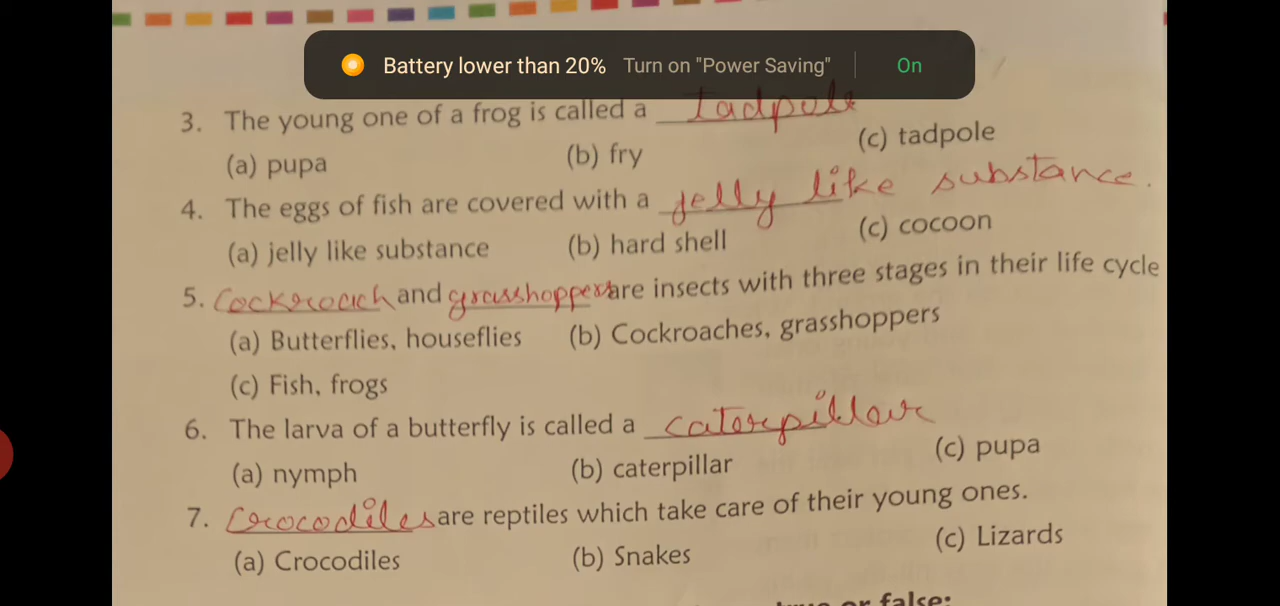 Battery lower than 20% Turn on "Power Saving" On
3. The young one of a frog is called a tadpole
(a) pupa (b) fry (c) tadpole
4. The eggs of fish are covered with a jelly like substance.
(a) jelly like substance (b) hard shell (c) cocoon
5. Cockroach and grasshoppers are insects with three stages in their life cycle
(a) Butterflies, houseflies (b) Cockroaches, grasshoppers
(c) Fish, frogs
6. The larva of a butterfly is called a caterpillar
(a) nymph (b) caterpillar (c) pupa
7. Crocodiles are reptiles which take care of their young ones.
(a) Crocodiles (b) Snakes (c) Lizards
true or false: